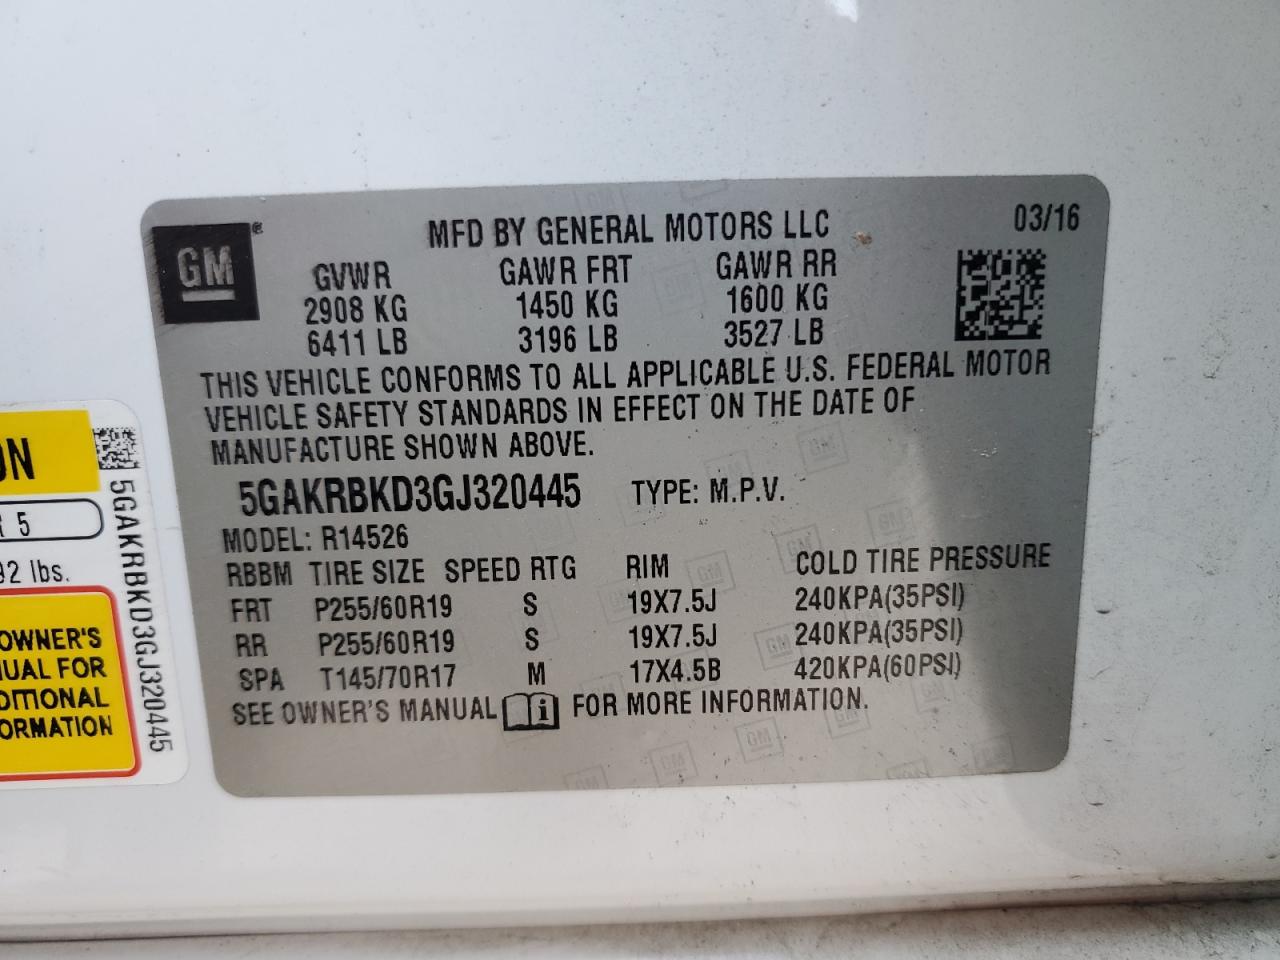 GM
®
MFD BY GENERAL MOTORS LLC
03/16
GVWR GAWR FRT GAWR RR
2908 KG 1450 KG 1600 KG
6411 LB 3196 LB 3527 LB
THIS VEHICLE CONFORMS TO ALL APPLICABLE U.S. FEDERAL MOTOR
VEHICLE SAFETY STANDARDS IN EFFECT ON THE DATE OF
MANUFACTURE SHOWN ABOVE.
5GAKRBKD3GJ320445 TYPE: M.P.V.
MODEL: R14526
RBBM TIRE SIZE SPEED RTG RIM COLD TIRE PRESSURE
FRT P255/60R19 S 19X7.5J 240KPA(35PSI)
RR P255/60R19 S 19X7.5J 240KPA(35PSI)
SPA T145/70R17 M 17X4.5B 420KPA(60PSI)
SEE OWNER'S MANUAL i FOR MORE INFORMATION.
ON
R 5
92 lbs.
OWNER'S
NUAL FOR
DITIONAL
ORMATION
5GAKRBKD3GJ320445